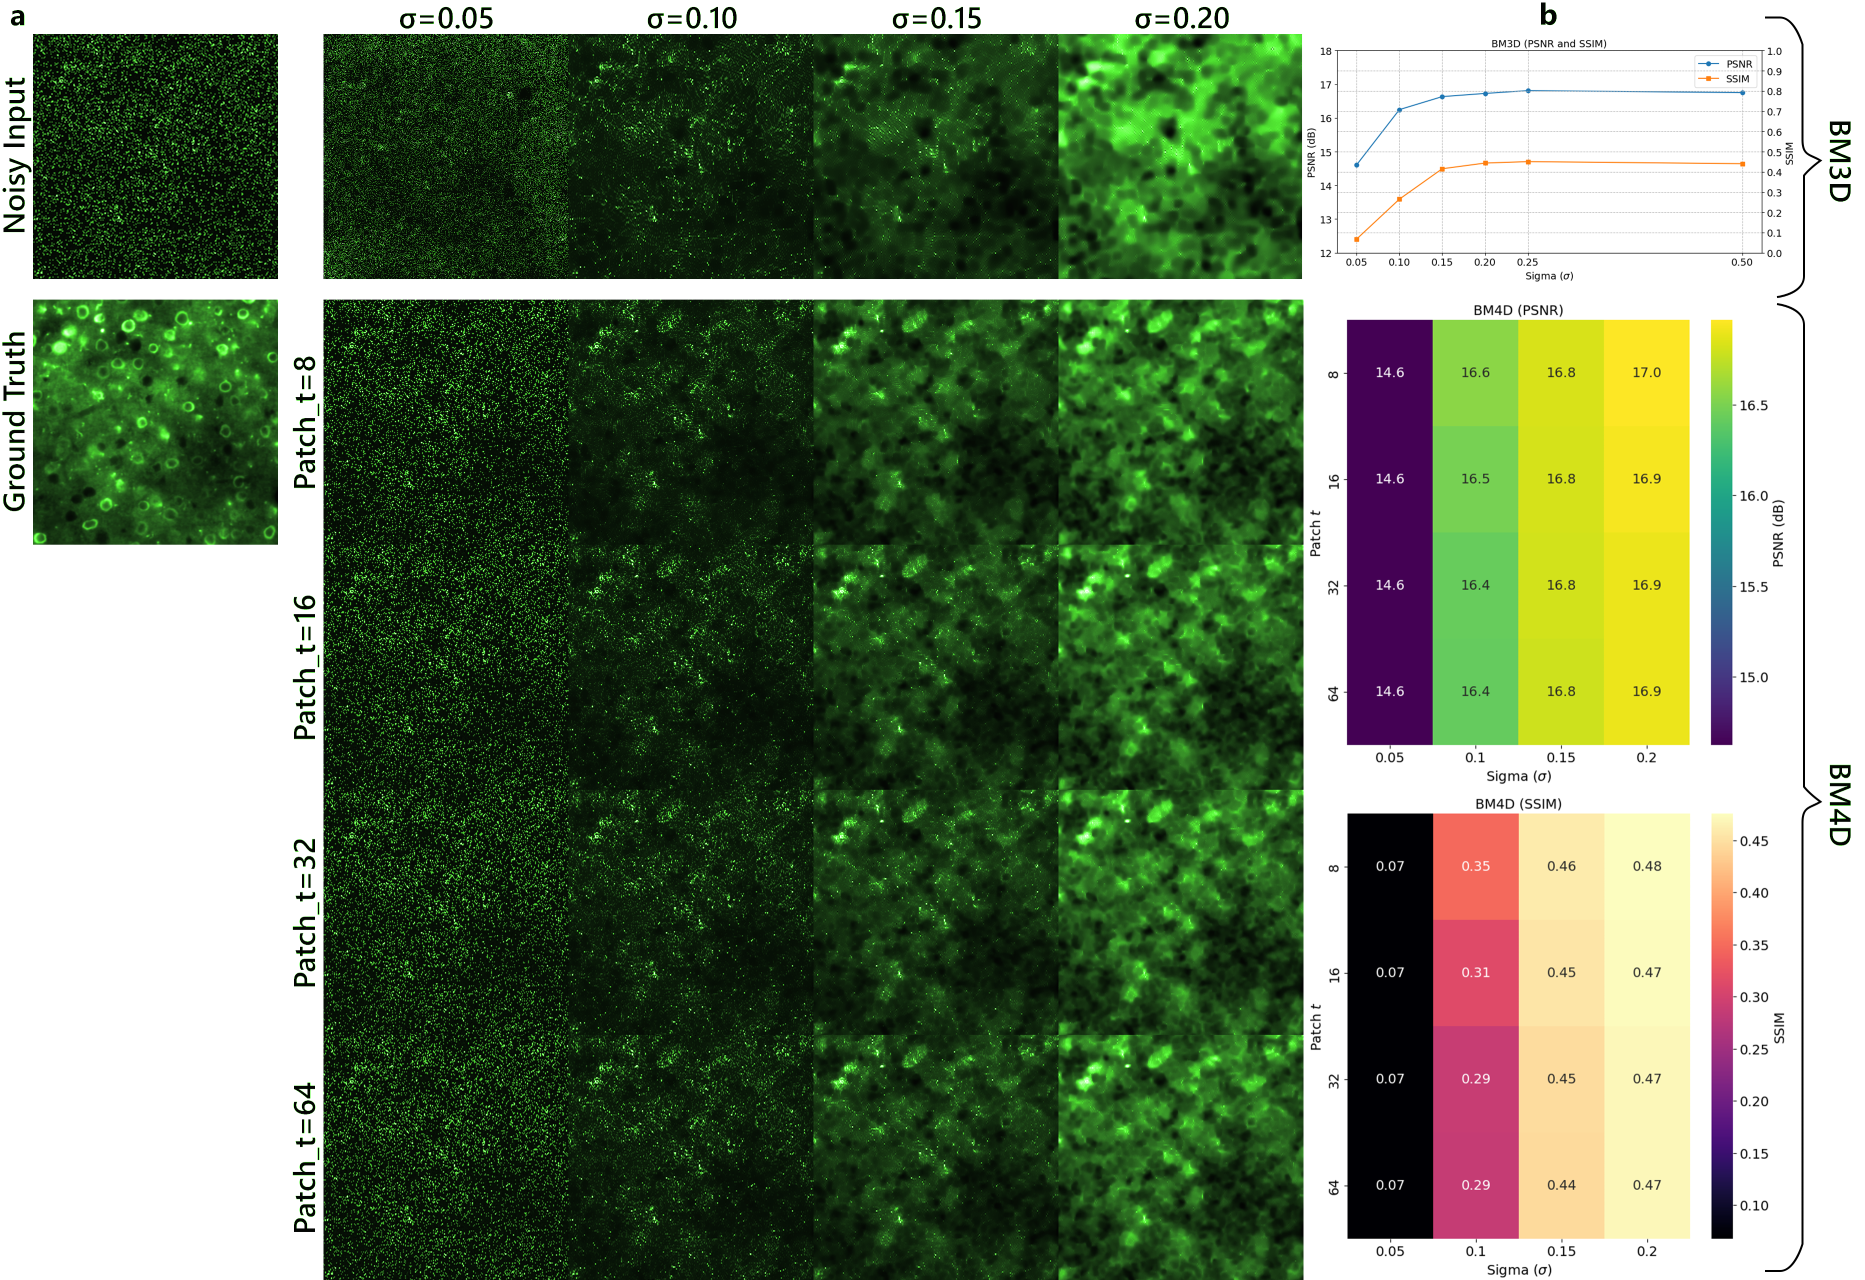 a
σ=0.05
σ=0.10
σ=0.15
σ=0.20
b
Noisy Input
Ground Truth
Patch_t=8
Patch_t=16
Patch_t=32
Patch_t=64
BM3D (PSNR and SSIM)
PSNR
SSIM
18
17
16
15
14
13
12
PSNR (dB)
1.0
0.9
0.8
0.7
0.6
0.5
0.4
0.3
0.2
0.1
0.0
SSIM
0.05 0.10 0.15 0.20 0.25 0.50
Sigma (σ)
BM3D
BM4D (PSNR)
8 14.6 16.6 16.8 17.0
16 14.6 16.5 16.8 16.9
32 14.6 16.4 16.8 16.9
64 14.6 16.4 16.8 16.9
Patch t
0.05 0.1 0.15 0.2
Sigma (σ)
16.5
16.0
15.5
15.0
PSNR (dB)
BM4D (SSIM)
8 0.07 0.35 0.46 0.48
16 0.07 0.31 0.45 0.47
32 0.07 0.29 0.45 0.47
64 0.07 0.29 0.44 0.47
Patch t
0.05 0.1 0.15 0.2
Sigma (σ)
0.45
0.40
0.35
0.30
0.25
0.20
0.15
0.10
SSIM
BM4D